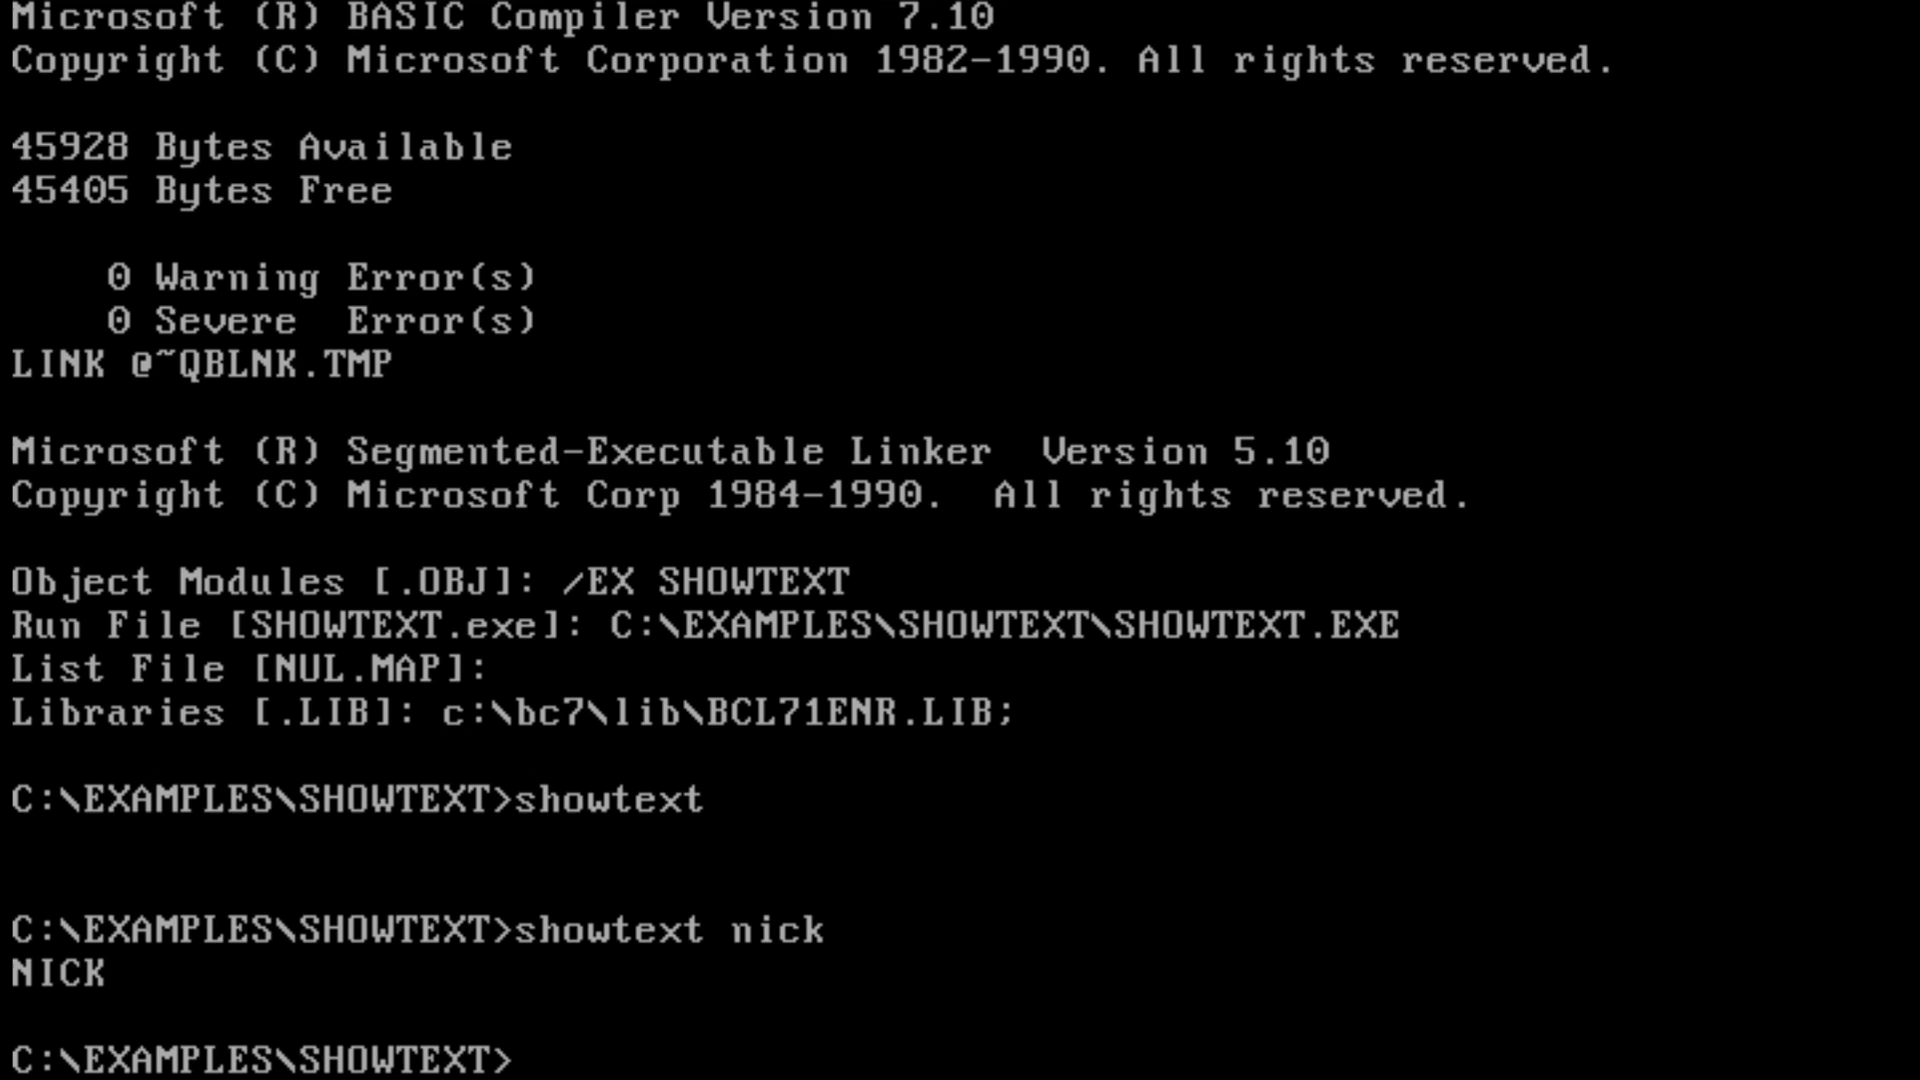 Microsoft (R) BASIC Compiler Version 7.10
Copyright (C) Microsoft Corporation 1982-1990. All rights reserved.
45928 Bytes Available
45405 Bytes Free
    0 Warning Error(s)
    0 Severe  Error(s)
LINK @~QBLNK.TMP
Microsoft (R) Segmented-Executable Linker  Version 5.10
Copyright (C) Microsoft Corp 1984-1990.  All rights reserved.
Object Modules [.OBJ]: /EX SHOWTEXT
Run File [SHOWTEXT.exe]: C:\EXAMPLES\SHOWTEXT\SHOWTEXT.EXE
List File [NUL.MAP]:
Libraries [.LIB]: c:\bc7\lib\BCL71ENR.LIB;
C:\EXAMPLES\SHOWTEXT>showtext
C:\EXAMPLES\SHOWTEXT>showtext nick
NICK
C:\EXAMPLES\SHOWTEXT>